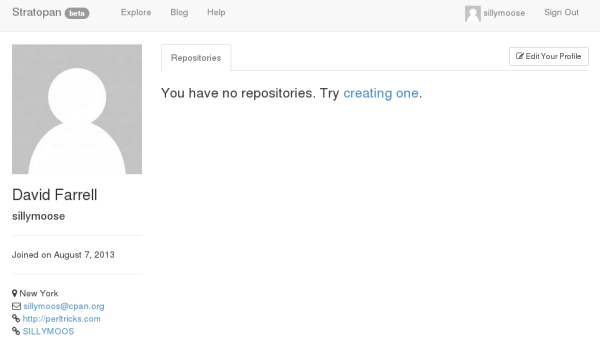 Stratopan beta Explore Blog Help sillymoose Sign Out
Repositories Edit Your Profile
You have no repositories. Try creating one.
David Farrell
sillymoose
Joined on August 7, 2013
New York
sillymoos@cpan.org
http://perltricks.com
SILLYMOOS